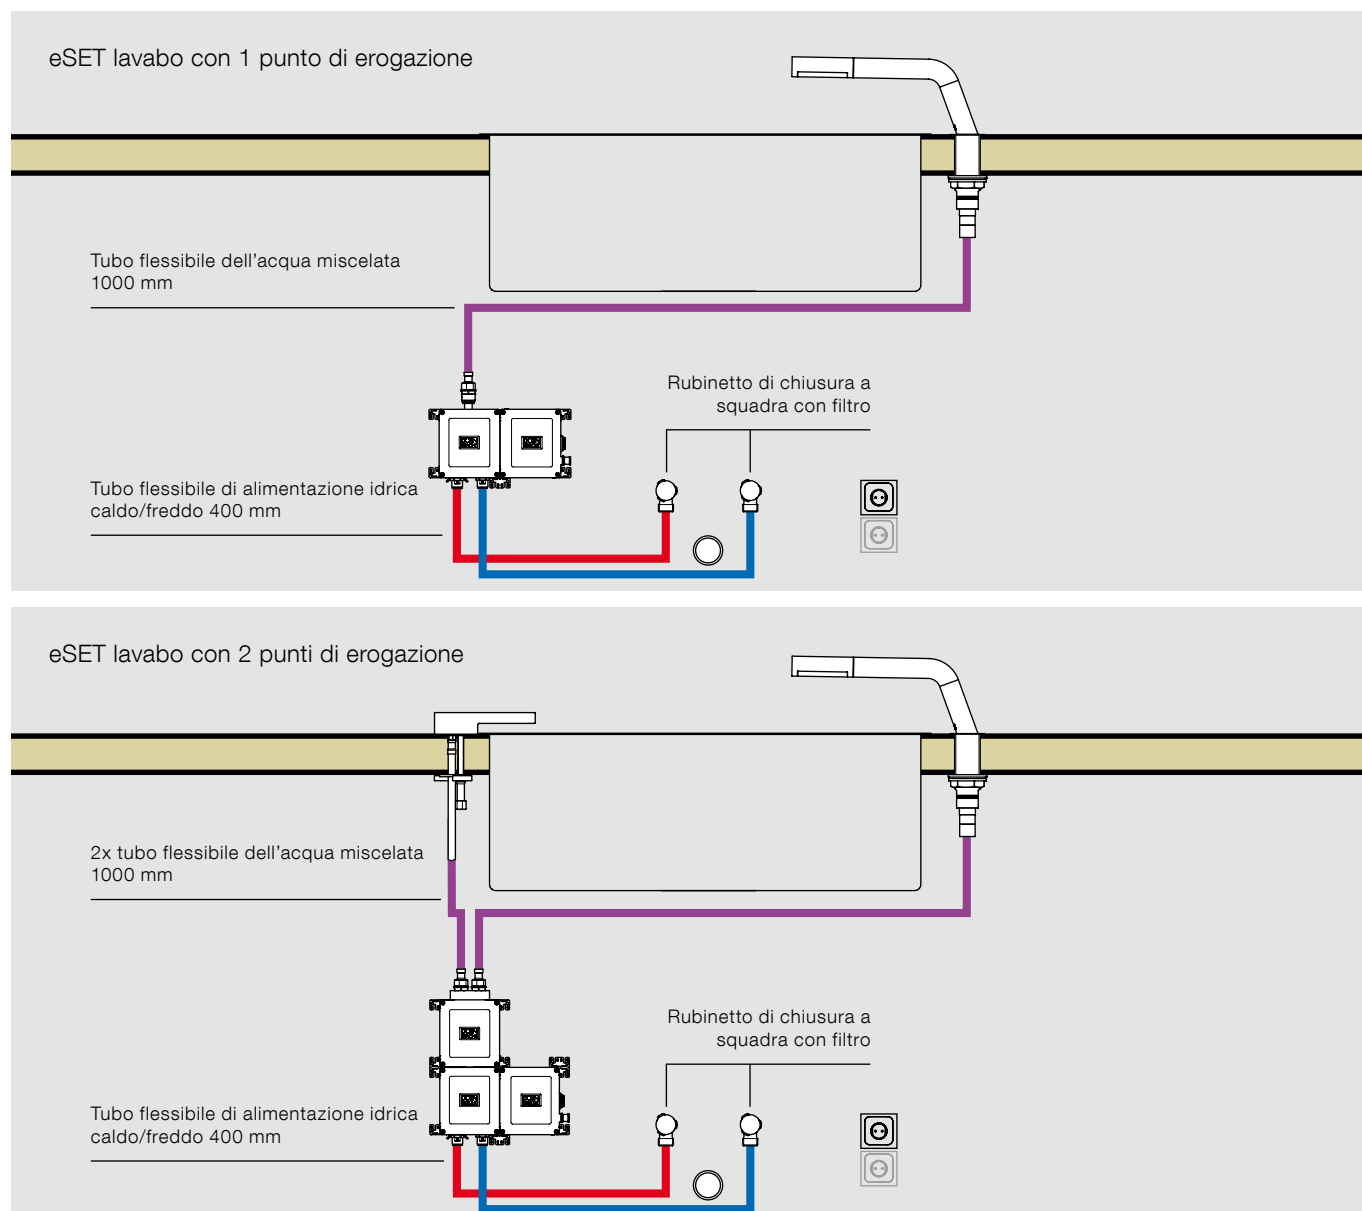 eSET lavabo con 1 punto di erogazione
Tubo flessibile dell’acqua miscelata
1000 mm
Rubinetto di chiusura a
squadra con filtro
Tubo flessibile di alimentazione idrica
caldo/freddo 400 mm
eSET lavabo con 2 punti di erogazione
2x tubo flessibile dell’acqua miscelata
1000 mm
Rubinetto di chiusura a
squadra con filtro
Tubo flessibile di alimentazione idrica
caldo/freddo 400 mm